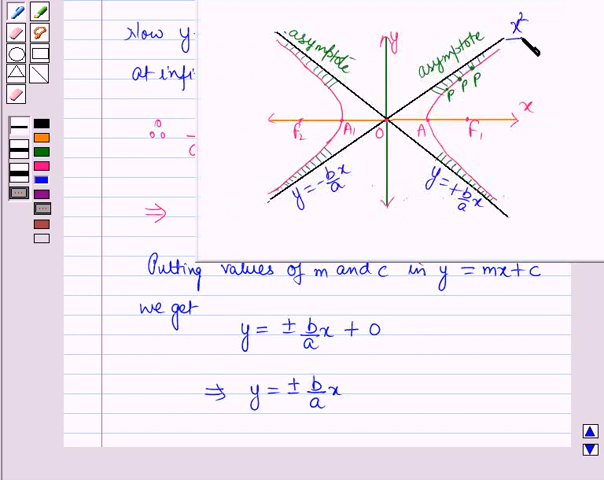 Now y
at infi
∴
⇒
asymptote
y
asymptote
x²
P P P
x
F₂ A₁ O A F₁
y = -b/a x
y = +b/a x
Putting values of m and c in y = mx + c
we get
y = ± b/a x + 0
⇒ y = ± b/a x